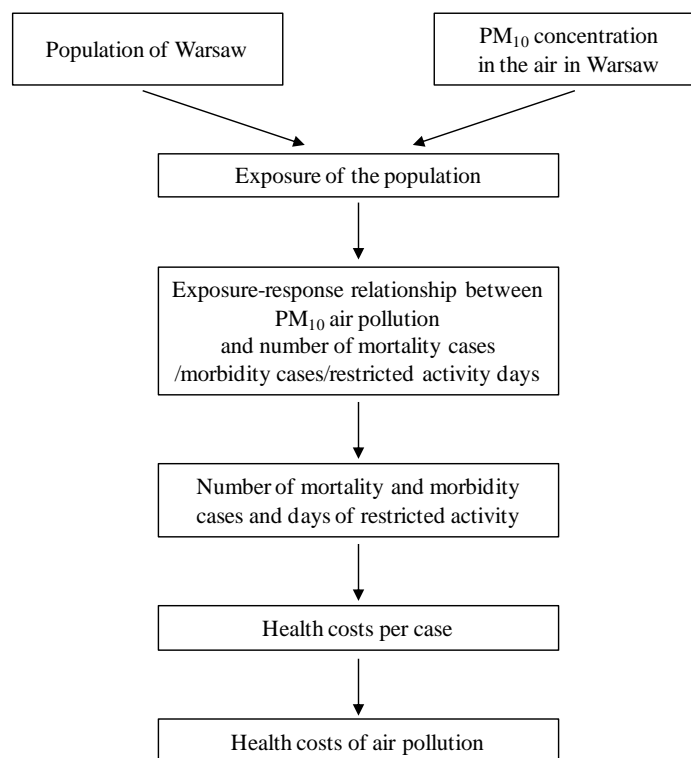 Population of Warsaw
PM₁₀ concentration
in the air in Warsaw
Exposure of the population
Exposure-response relationship between
PM₁₀ air pollution
and number of mortality cases
/morbidity cases/restricted activity days
Number of mortality and morbidity
cases and days of restricted activity
Health costs per case
Health costs of air pollution